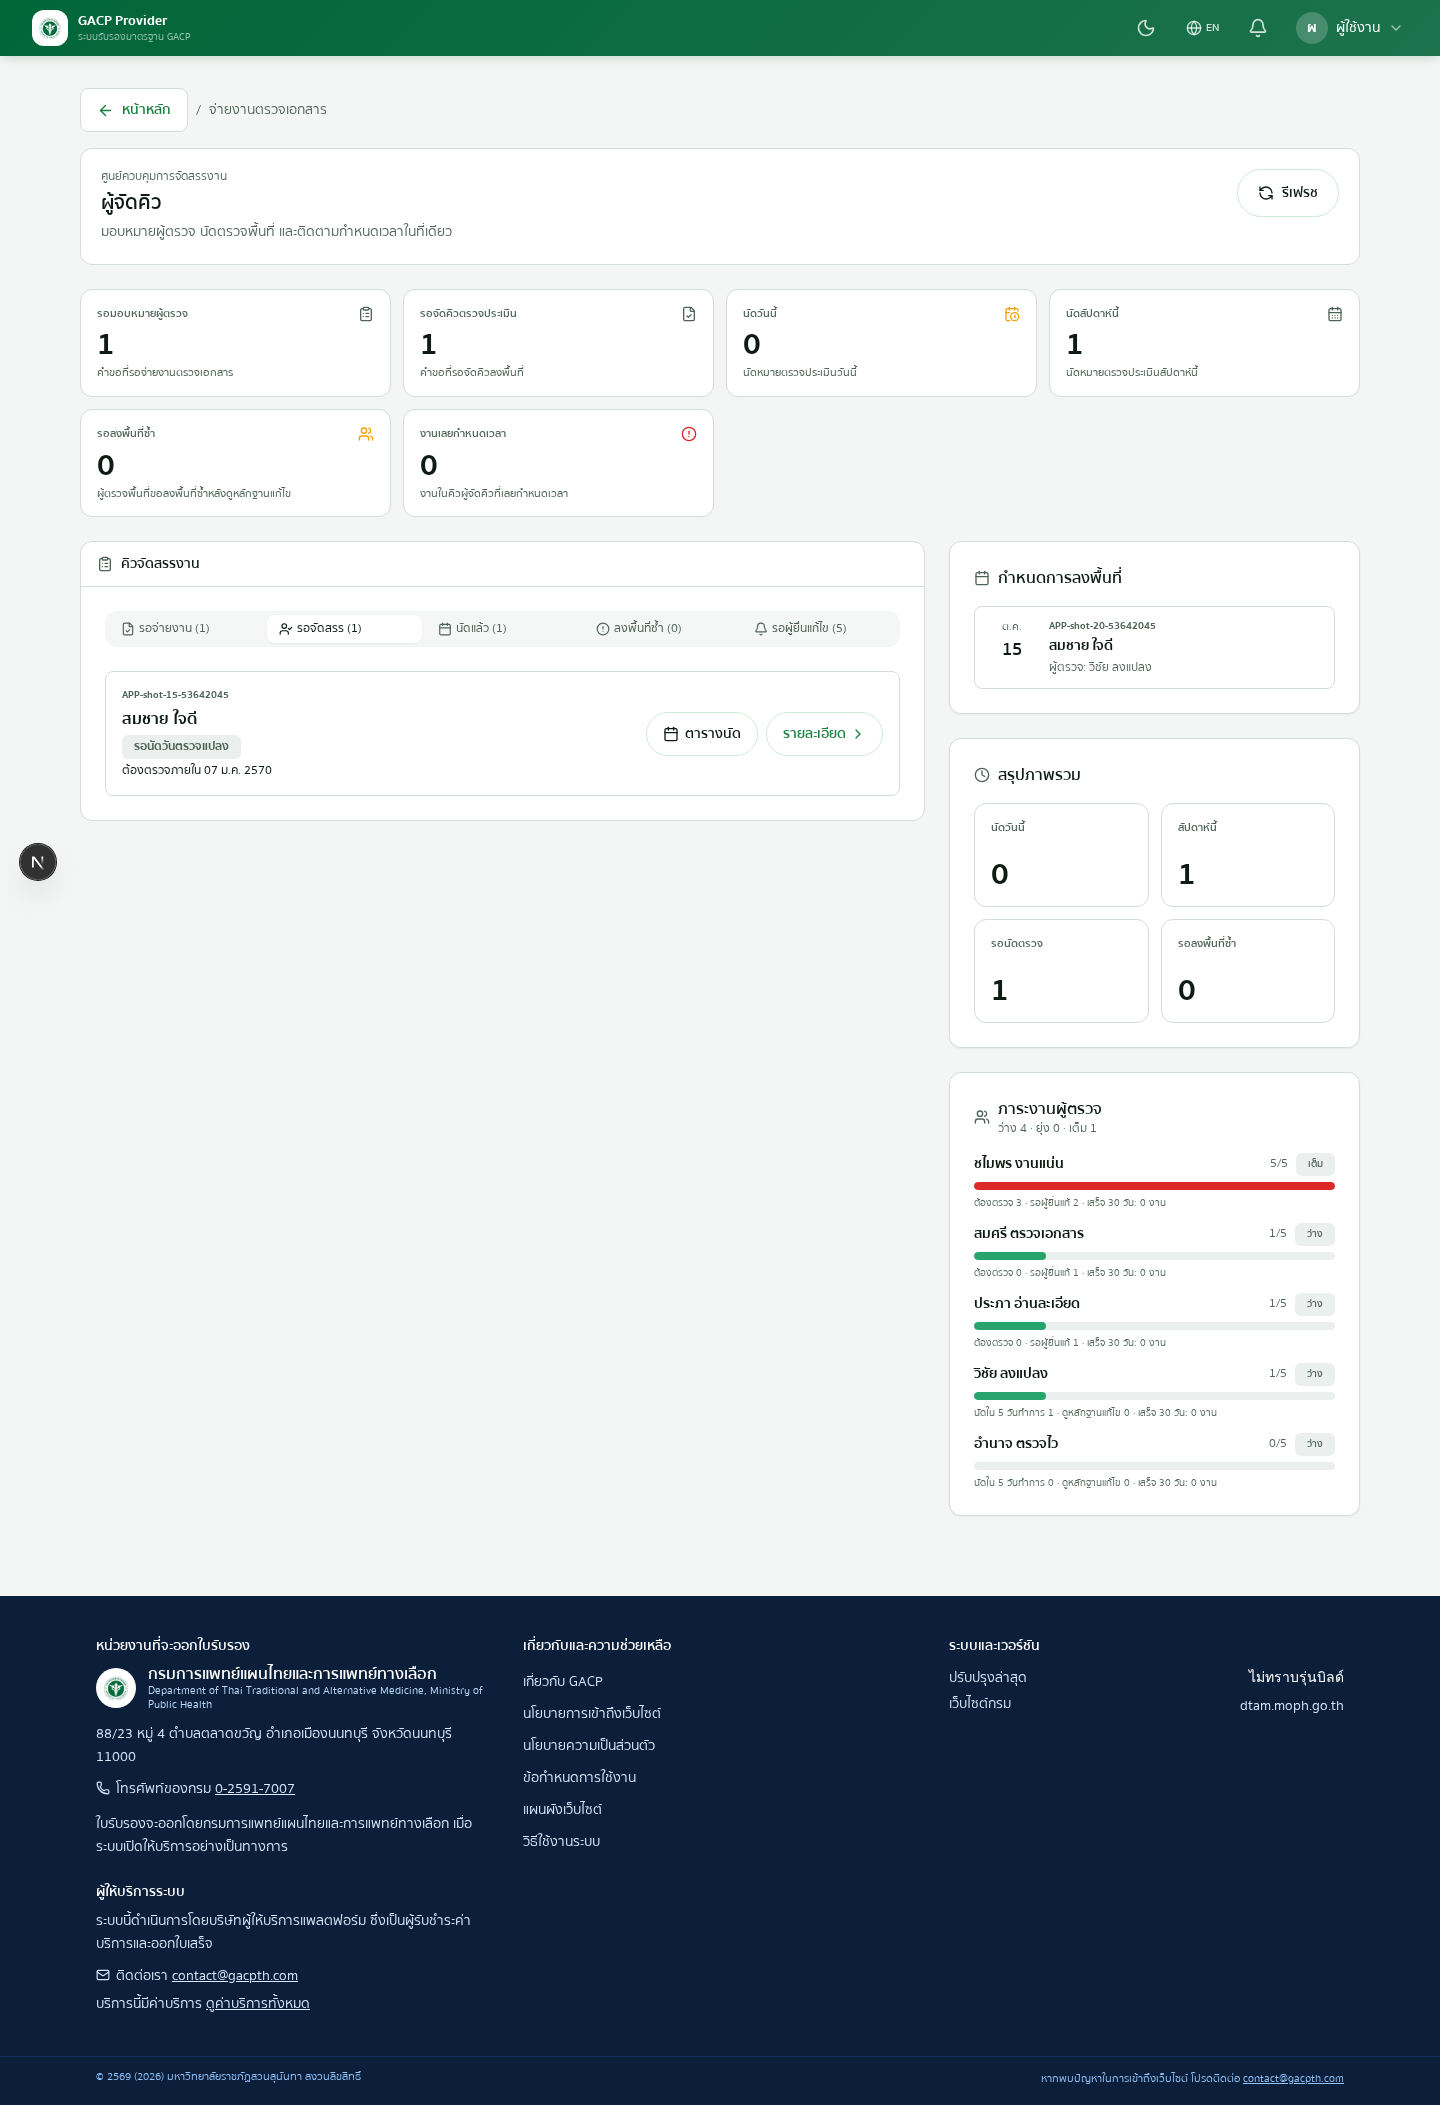 GACP Provider
ระบบรับรองมาตรฐาน GACP
EN
ผ
ผู้ใช้งาน
หน้าหลัก
/ จ่ายงานตรวจเอกสาร
ศูนย์ควบคุมการจัดสรรงาน
ผู้จัดคิว
มอบหมายผู้ตรวจ นัดตรวจพื้นที่ และติดตามกำหนดเวลาในที่เดียว
รีเฟรช
รอมอบหมายผู้ตรวจ
1
คำขอที่รอจ่ายงานตรวจเอกสาร
รอจัดคิวตรวจประเมิน
1
คำขอที่รอจัดคิวลงพื้นที่
นัดวันนี้
0
นัดหมายตรวจประเมินวันนี้
นัดสัปดาห์นี้
1
นัดหมายตรวจประเมินสัปดาห์นี้
รอลงพื้นที่ซ้ำ
0
ผู้ตรวจพื้นที่ขอลงพื้นที่ซ้ำหลังดูหลักฐานแก้ไข
งานเลยกำหนดเวลา
0
งานในคิวผู้จัดคิวที่เลยกำหนดเวลา
คิวจัดสรรงาน
รอจ่ายงาน (1)
รอจัดสรร (1)
นัดแล้ว (1)
ลงพื้นที่ซ้ำ (0)
รอผู้ยื่นแก้ไข (5)
APP-shot-15-53642045
สมชาย ใจดี
รอนัดวันตรวจแปลง
ต้องตรวจภายใน 07 ม.ค. 2570
ตารางนัด
รายละเอียด
กำหนดการลงพื้นที่
ต.ค.
15
APP-shot-20-53642045
สมชาย ใจดี
ผู้ตรวจ: วิชัย ลงแปลง
สรุปภาพรวม
นัดวันนี้
0
สัปดาห์นี้
1
รอนัดตรวจ
1
รอลงพื้นที่ซ้ำ
0
ภาระงานผู้ตรวจ
ว่าง 4 · ยุ่ง 0 · เต็ม 1
ชไมพร งานแน่น
5/5
เต็ม
ต้องตรวจ 3 · รอผู้ยื่นแก้ 2 · เสร็จ 30 วัน: 0 งาน
สมศรี ตรวจเอกสาร
1/5
ว่าง
ต้องตรวจ 0 · รอผู้ยื่นแก้ 1 · เสร็จ 30 วัน: 0 งาน
ประภา อ่านละเอียด
1/5
ว่าง
ต้องตรวจ 0 · รอผู้ยื่นแก้ 1 · เสร็จ 30 วัน: 0 งาน
วิชัย ลงแปลง
1/5
ว่าง
นัดใน 5 วันทำการ 1 · ดูหลักฐานแก้ไข 0 · เสร็จ 30 วัน: 0 งาน
อำนาจ ตรวจไว
0/5
ว่าง
นัดใน 5 วันทำการ 0 · ดูหลักฐานแก้ไข 0 · เสร็จ 30 วัน: 0 งาน
หน่วยงานที่จะออกใบรับรอง
กรมการแพทย์แผนไทยและการแพทย์ทางเลือก
Department of Thai Traditional and Alternative Medicine, Ministry of
Public Health
88/23 หมู่ 4 ตำบลตลาดขวัญ อำเภอเมืองนนทบุรี จังหวัดนนทบุรี
11000
โทรศัพท์ของกรม 0-2591-7007
ใบรับรองจะออกโดยกรมการแพทย์แผนไทยและการแพทย์ทางเลือก เมื่อ
ระบบเปิดให้บริการอย่างเป็นทางการ
ผู้ให้บริการระบบ
ระบบนี้ดำเนินการโดยบริษัทผู้ให้บริการแพลตฟอร์ม ซึ่งเป็นผู้รับชำระค่า
บริการและออกใบเสร็จ
ติดต่อเรา contact@gacpth.com
บริการนี้มีค่าบริการ ดูค่าบริการทั้งหมด
เกี่ยวกับและความช่วยเหลือ
เกี่ยวกับ GACP
นโยบายการเข้าถึงเว็บไซต์
นโยบายความเป็นส่วนตัว
ข้อกำหนดการใช้งาน
แผนผังเว็บไซต์
วิธีใช้งานระบบ
ระบบและเวอร์ชัน
ปรับปรุงล่าสุด
ไม่ทราบรุ่นบิลด์
เว็บไซต์กรม
dtam.moph.go.th
© 2569 (2026) มหาวิทยาลัยราชภัฏสวนสุนันทา สงวนลิขสิทธิ์
หากพบปัญหาในการเข้าถึงเว็บไซต์ โปรดติดต่อ contact@gacpth.com